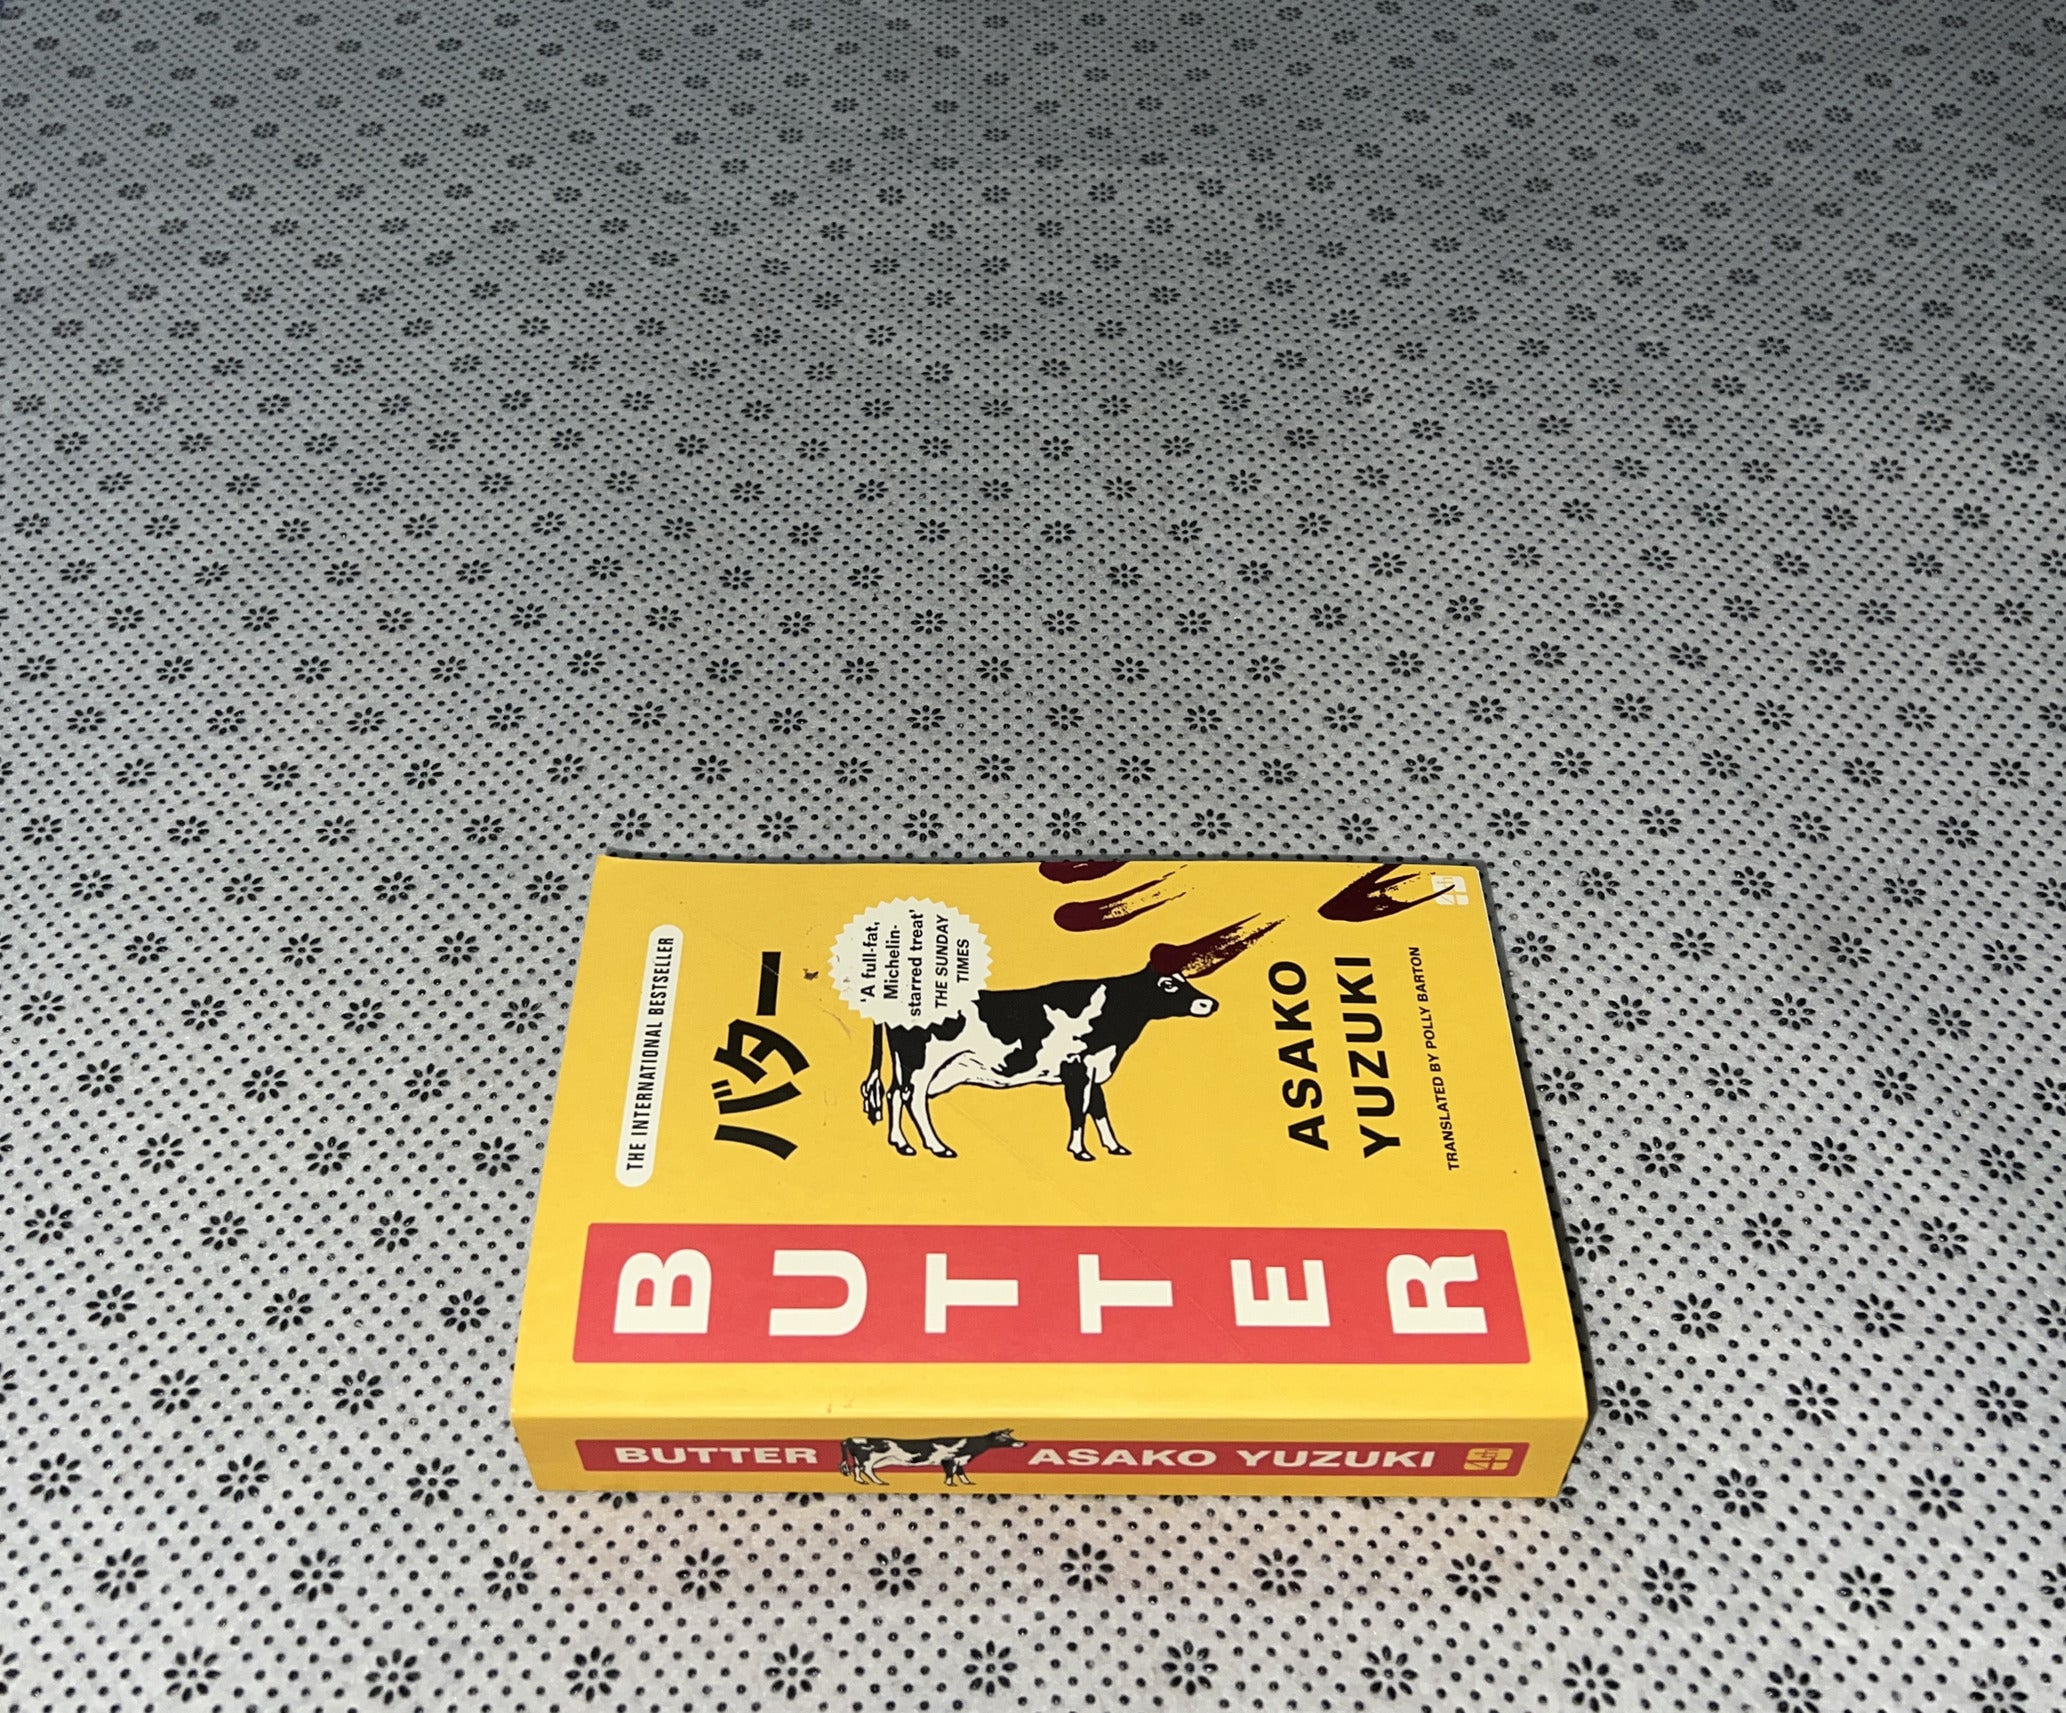 THE INTERNATIONAL BESTSELLER
BUTTER
バター
'A full-fat,
Michelin-
starred treat'
THE SUNDAY
TIMES
ASAKO
YUZUKI
TRANSLATED BY POLLY BARTON
BUTTER ASAKO YUZUKI